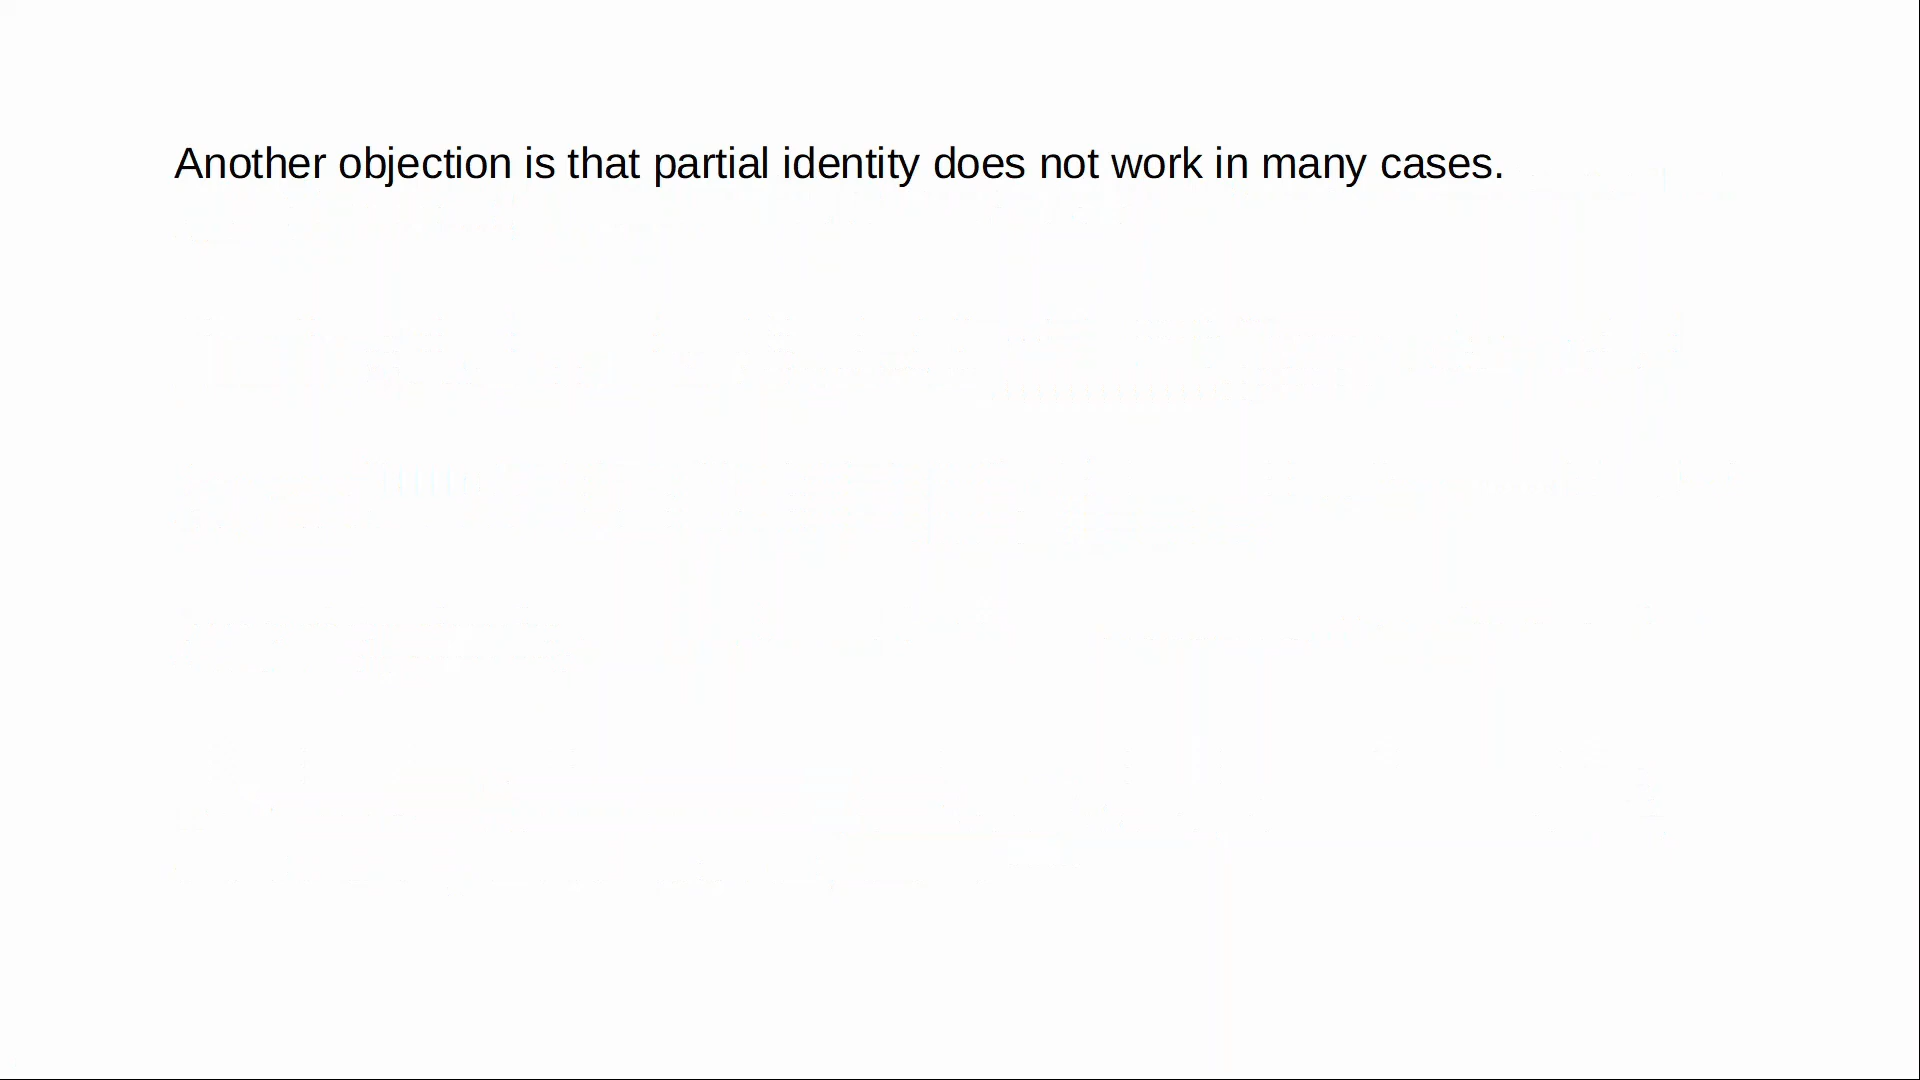 Another objection is that partial identity does not work in many cases.